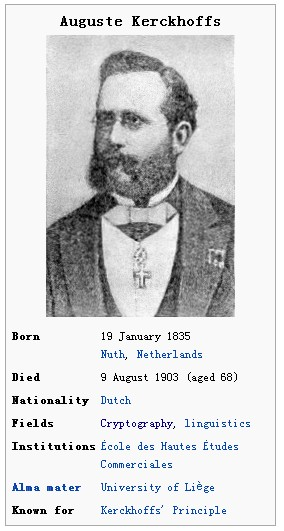 Auguste Kerckhoffs
Born 19 January 1835
Nuth, Netherlands
Died 9 August 1903 (aged 68)
Nationality Dutch
Fields Cryptography, linguistics
Institutions École des Hautes Études
Commerciales
Alma mater University of Liège
Known for Kerckhoffs' Principle